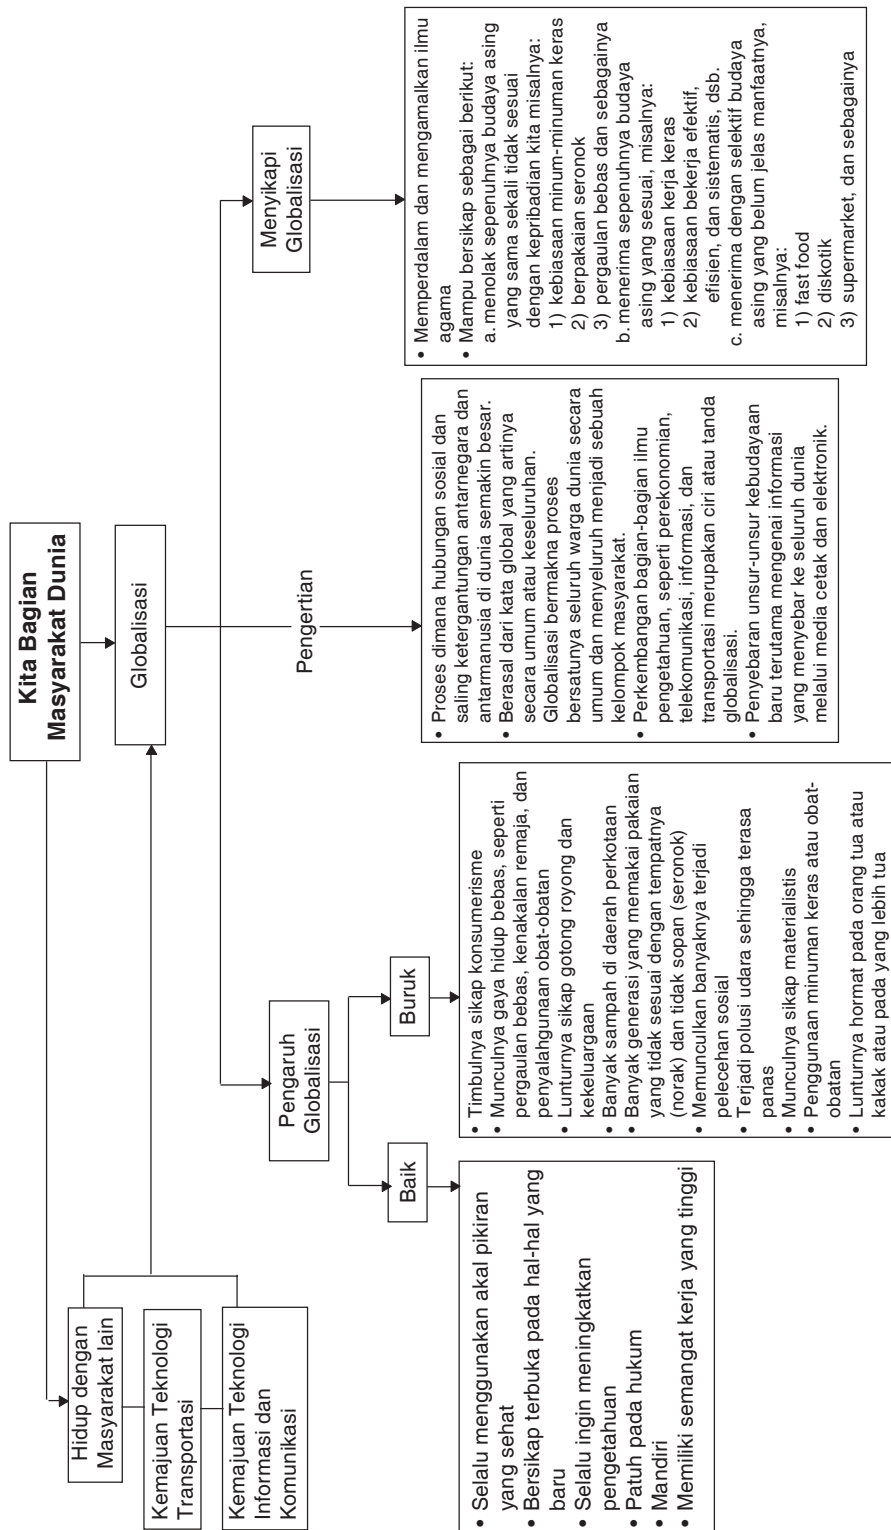 Kita Bagian
Masyarakat Dunia
Hidup dengan
Masyarakat lain
Kemajuan Teknologi
Transportasi
Kemajuan Teknologi
Informasi dan
Komunikasi
Globalisasi
Pengaruh
Globalisasi
Pengertian
Menyikapi
Globalisasi
Baik
Buruk
• Selalu menggunakan akal pikiran
yang sehat
• Bersikap terbuka pada hal-hal yang
baru
• Selalu ingin meningkatkan
pengetahuan
• Patuh pada hukum
• Mandiri
• Memiliki semangat kerja yang tinggi
• Timbulnya sikap konsumerisme
• Munculnya gaya hidup bebas, seperti
pergaulan bebas, kenakalan remaja, dan
penyalahgunaan obat-obatan
• Lunturnya sikap gotong royong dan
kekeluargaan
• Banyak sampah di daerah perkotaan
• Banyak generasi yang memakai pakaian
yang tidak sesuai dengan tempatnya
(norak) dan tidak sopan (seronok)
• Memunculkan banyaknya terjadi
pelecehan sosial
• Terjadi polusi udara sehingga terasa
panas
• Munculnya sikap materialistis
• Penggunaan minuman keras atau obat-
obatan
• Lunturnya hormat pada orang tua atau
kakak atau pada yang lebih tua
• Proses dimana hubungan sosial dan
saling ketergantungan antarnegara dan
antarmanusia di dunia semakin besar.
• Berasal dari kata global yang artinya
secara umum atau keseluruhan.
Globalisasi bermakna proses
bersatunya seluruh warga dunia secara
umum dan menyeluruh menjadi sebuah
kelompok masyarakat.
• Perkembangan bagian-bagian ilmu
pengetahuan, seperti perekonomian,
telekomunikasi, informasi, dan
transportasi merupakan ciri atau tanda
globalisasi.
• Penyebaran unsur-unsur kebudayaan
baru terutama mengenai informasi
yang menyebar ke seluruh dunia
melalui media cetak dan elektronik.
• Memperdalam dan mengamalkan ilmu
agama
• Mampu bersikap sebagai berikut:
a. menolak sepenuhnya budaya asing
yang sama sekali tidak sesuai
dengan kepribadian kita misalnya:
1) kebiasaan minum-minuman keras
2) berpakaian seronok
3) pergaulan bebas dan sebagainya
b. menerima sepenuhnya budaya
asing yang sesuai, misalnya:
1) kebiasaan kerja keras
2) kebiasaan bekerja efektif,
efisien, dan sistematis, dsb.
c. menerima dengan selektif budaya
asing yang belum jelas manfaatnya,
misalnya:
1) fast food
2) diskotik
3) supermarket, dan sebagainya